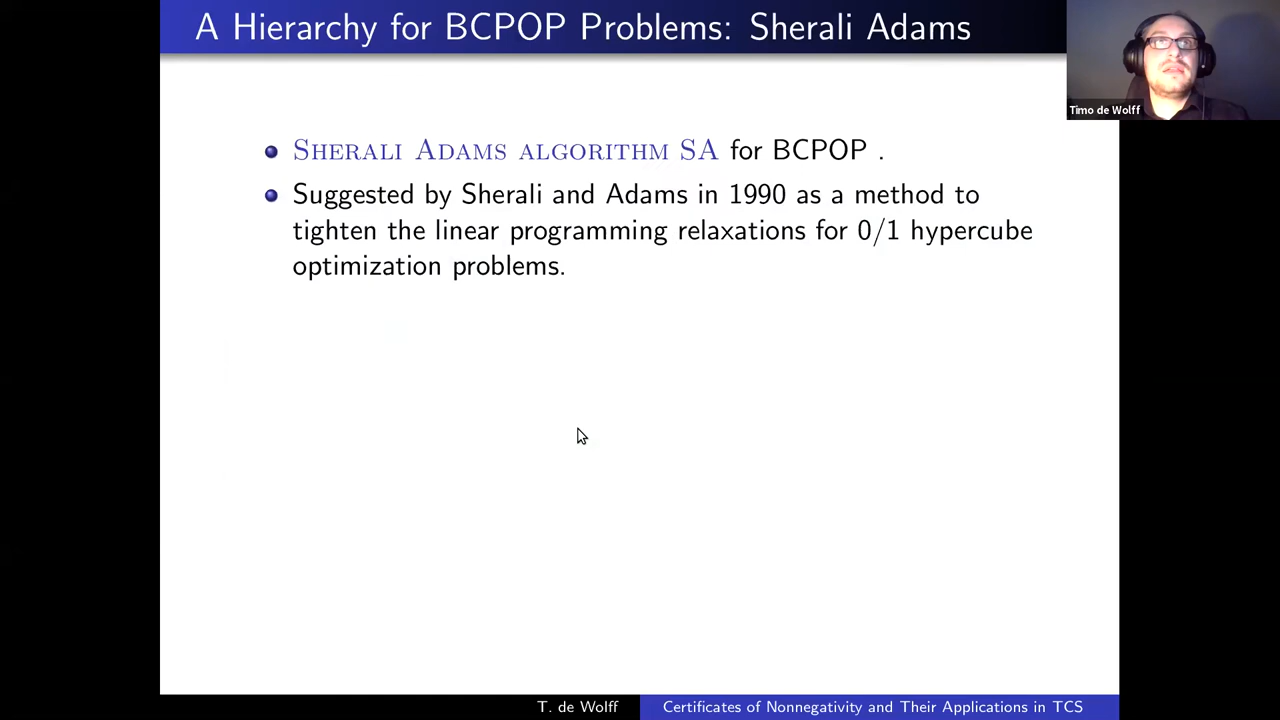 A Hierarchy for BCPOP Problems: Sherali Adams
Timo de Wolff
SHERALI ADAMS ALGORITHM SA for BCPOP .
Suggested by Sherali and Adams in 1990 as a method to
tighten the linear programming relaxations for 0/1 hypercube
optimization problems.
T. de Wolff
Certificates of Nonnegativity and Their Applications in TCS